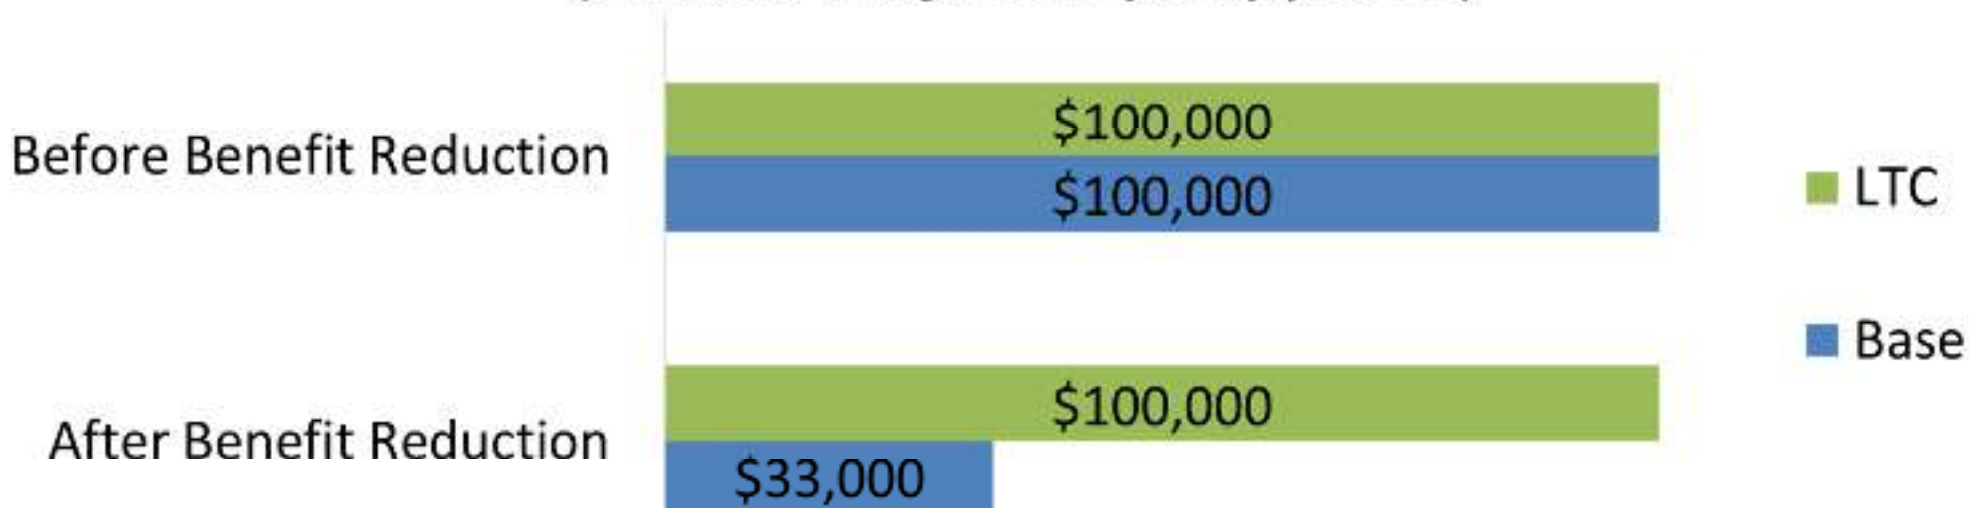 Before Benefit Reduction
$100,000
$100,000
LTC
Base
After Benefit Reduction
$100,000
$33,000